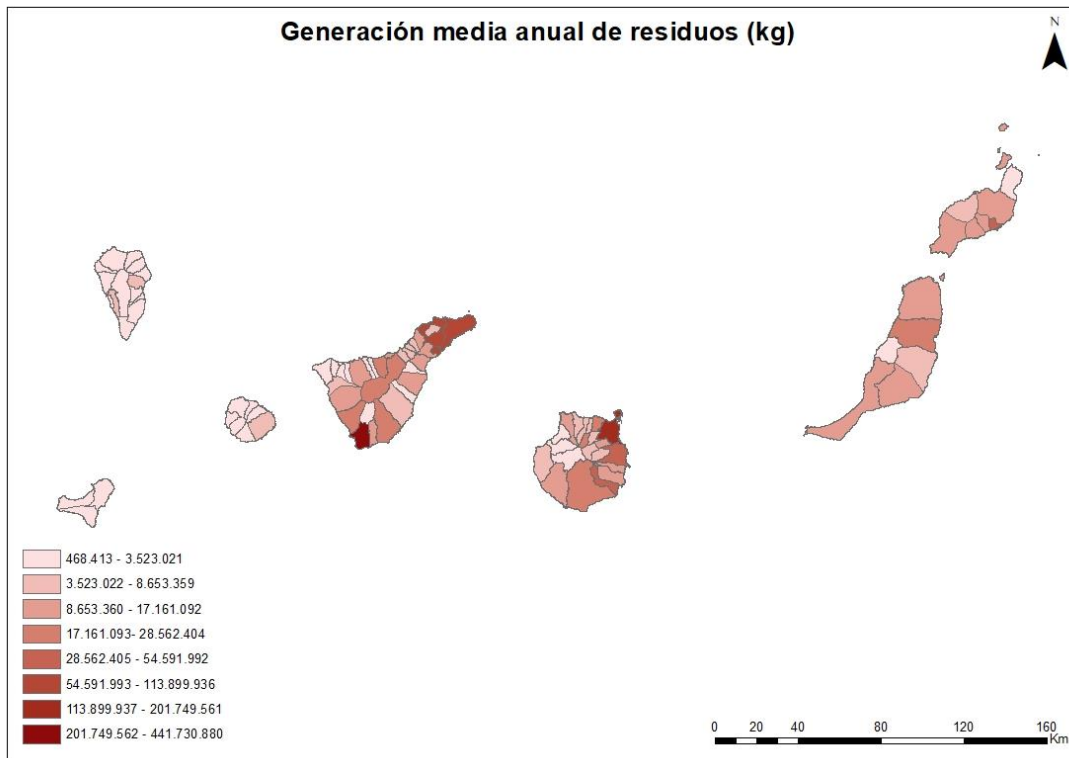 Generación media anual de residuos (kg)
N
468.413 - 3.523.021
3.523.022 - 8.653.359
8.653.360 - 17.161.092
17.161.093- 28.562.404
28.562.405 - 54.591.992
54.591.993 - 113.899.936
113.899.937 - 201.749.561
201.749.562 - 441.730.880
0 20 40 80 120 160
Km